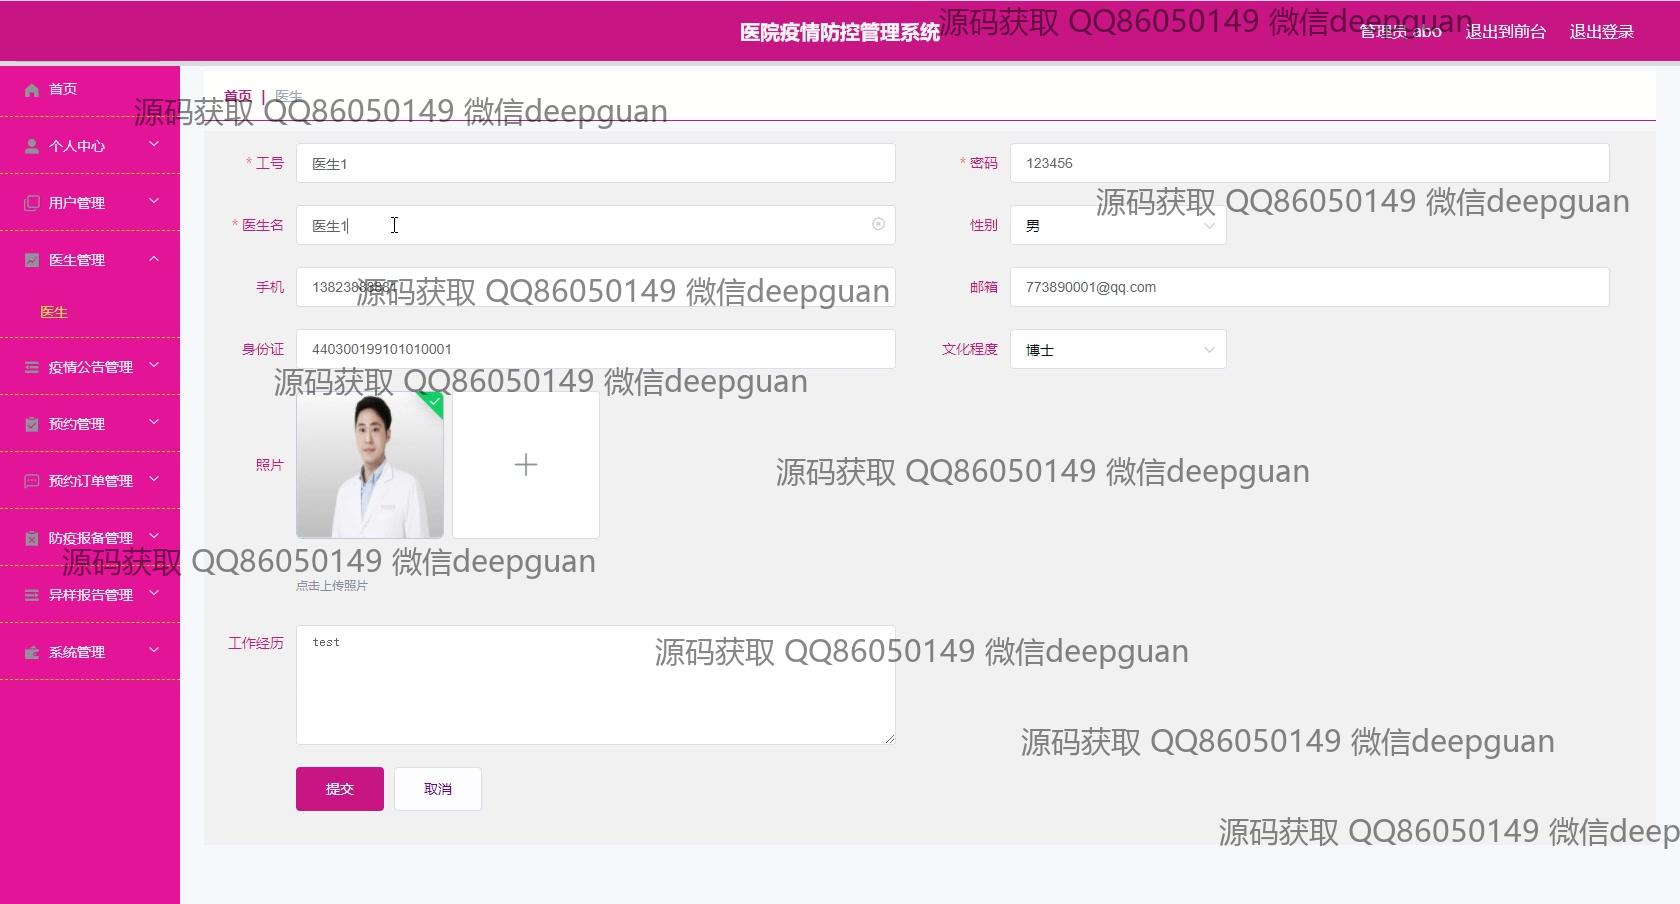 医院疫情防控管理系统
源码获取 QQ86050149 微信deepguan
管理员 abo
退出到前台
退出登录
首页
个人中心
用户管理
医生管理
医生
疫情公告管理
预约管理
预约订单管理
防疫报备管理
异样报告管理
系统管理
首页 | 医生
源码获取 QQ86050149 微信deepguan
* 工号 医生1
* 密码 123456
源码获取 QQ86050149 微信deepguan
* 医生名 医生1
性别 男
手机
源码获取 QQ86050149 微信deepguan
邮箱 773890001@qq.com
身份证 440300199101010001
文化程度 博士
源码获取 QQ86050149 微信deepguan
照片
源码获取 QQ86050149 微信deepguan
源码获取 QQ86050149 微信deepguan
点击上传照片
工作经历 test
源码获取 QQ86050149 微信deepguan
源码获取 QQ86050149 微信deepguan
提交 取消
源码获取 QQ86050149 微信deep